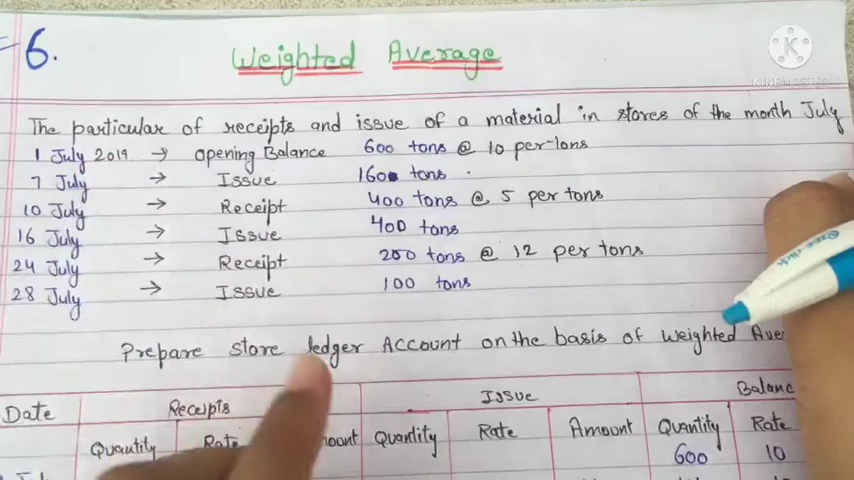 6.
Weighted Average
KINEMASTER
The particular of receipts and issue of a material in stores of the month July
1 July 2019 → opening Balance 600 tons @ 10 per tons
7 July → Issue 160 tons .
10 July → Receipt 400 tons @ 5 per tons
16 July → Issue 400 tons
24 July → Receipt 200 tons @ 12 per tons
28 July → Issue 100 tons
Prepare store ledger Account on the basis of weighted
Date Receipts Issue Balanc
Quantity Rate Quantity Rate Amount Quantity Rate
600 10